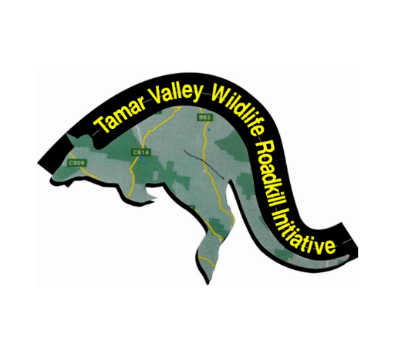 Tamar Valley Wildlife Roadkill Initiative
B83
C814
C809